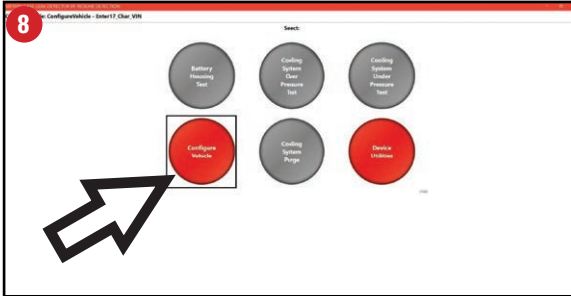 8
ConfigureVehicle - Enter17_Char_VIN
Select:
Battery
Housing
Test
Cooling
System
Over
Pressure
Test
Cooling
System
Under
Pressure
Test
Configure
Vehicle
Cooling
System
Purge
Device
Utilities